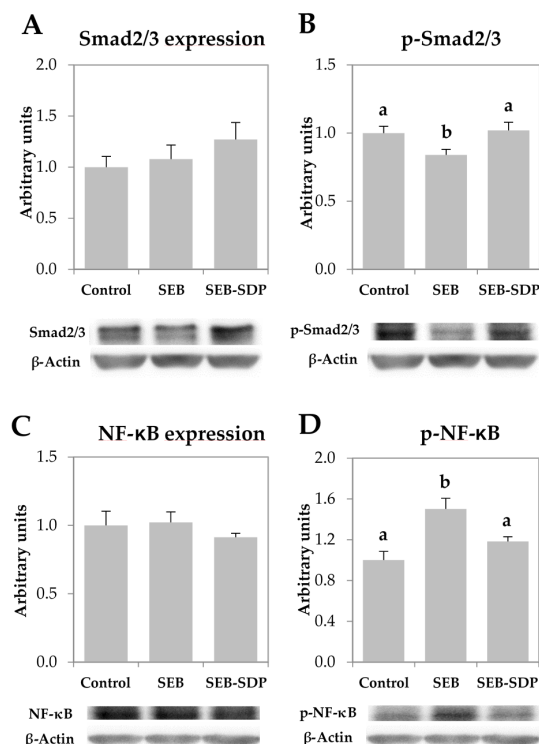 A
Smad2/3 expression
Arbitrary units
2.0
1.5
1.0
0.5
0.0
Control SEB SEB-SDP
Smad2/3
β-Actin
B
p-Smad2/3
Arbitrary units
1.5
1.0
0.5
0.0
a
b
a
Control SEB SEB-SDP
p-Smad2/3
β-Actin
C
NF-κB expression
Arbitrary units
1.5
1.0
0.5
0.0
Control SEB SEB-SDP
NF-κB
β-Actin
D
p-NF-κB
Arbitrary units
2.0
1.6
1.2
0.8
0.4
0.0
a
b
a
Control SEB SEB-SDP
p-NF-κB
β-Actin